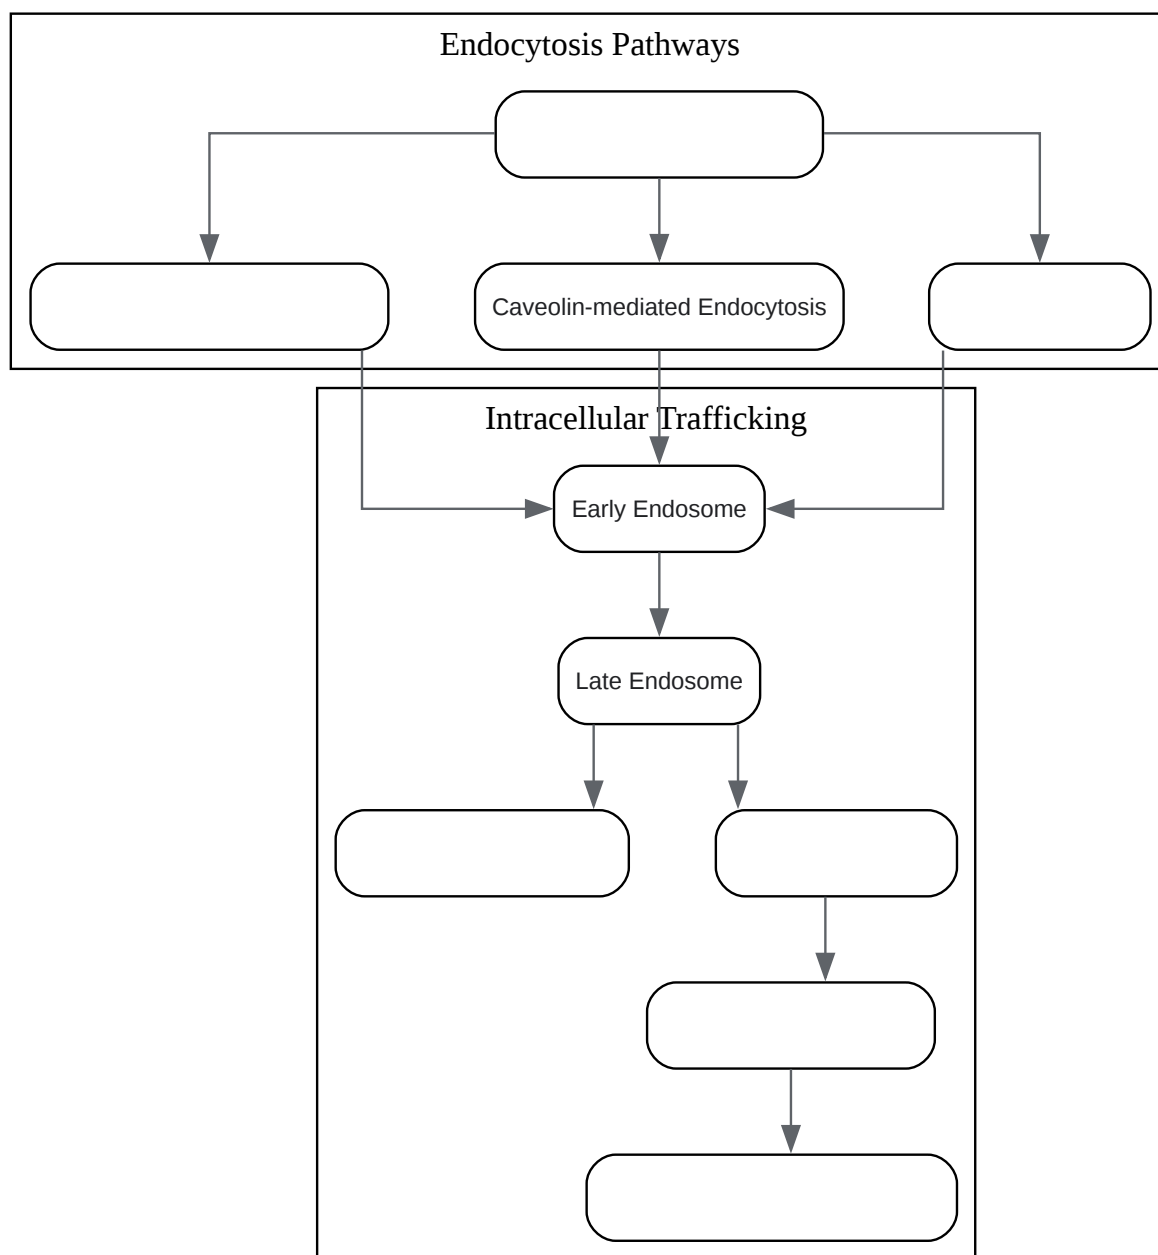 Endocytosis Pathways
Caveolin-mediated Endocytosis
Intracellular Trafficking
Early Endosome
Late Endosome